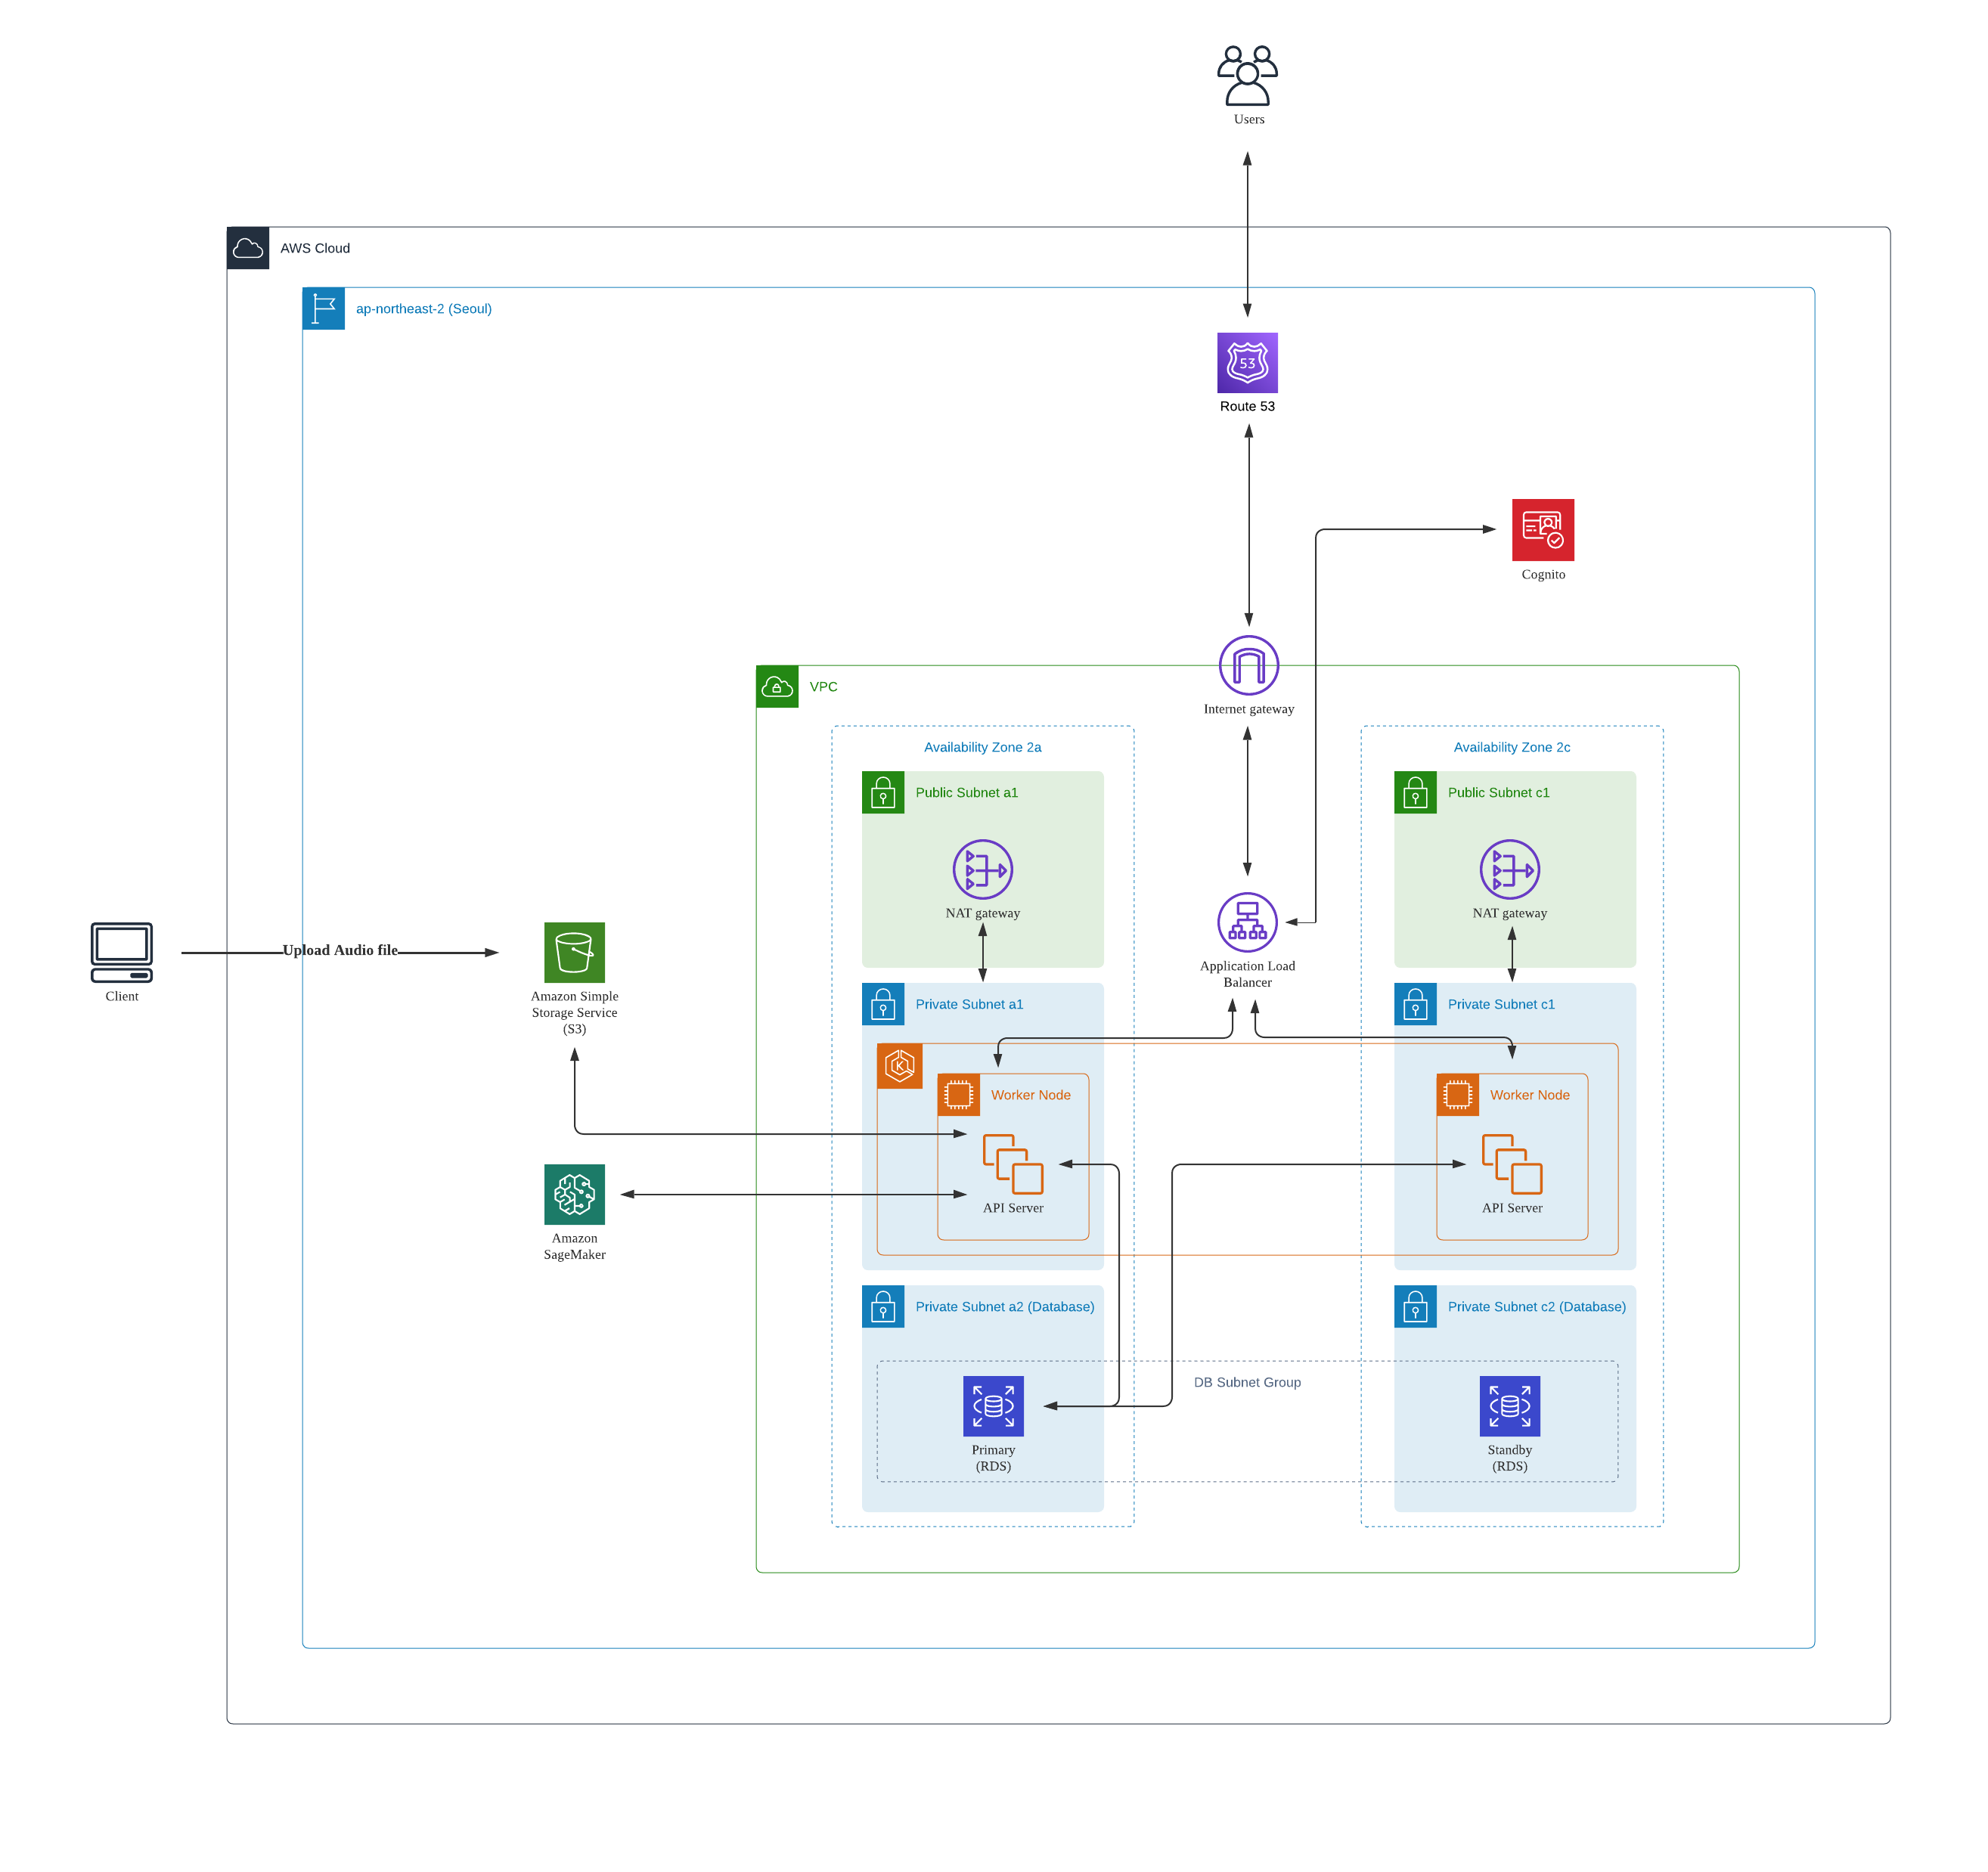 Users
AWS Cloud
ap-northeast-2 (Seoul)
53
Route 53
Cognito
VPC
Internet gateway
Availability Zone 2a
Availability Zone 2c
Public Subnet a1
Public Subnet c1
NAT gateway
NAT gateway
Upload Audio file
Client
Application Load
Balancer
Amazon Simple
Storage Service
(S3)
Private Subnet a1
Private Subnet c1
K
Worker Node
Worker Node
API Server
API Server
Amazon
SageMaker
Private Subnet a2 (Database)
Private Subnet c2 (Database)
DB Subnet Group
Primary
(RDS)
Standby
(RDS)